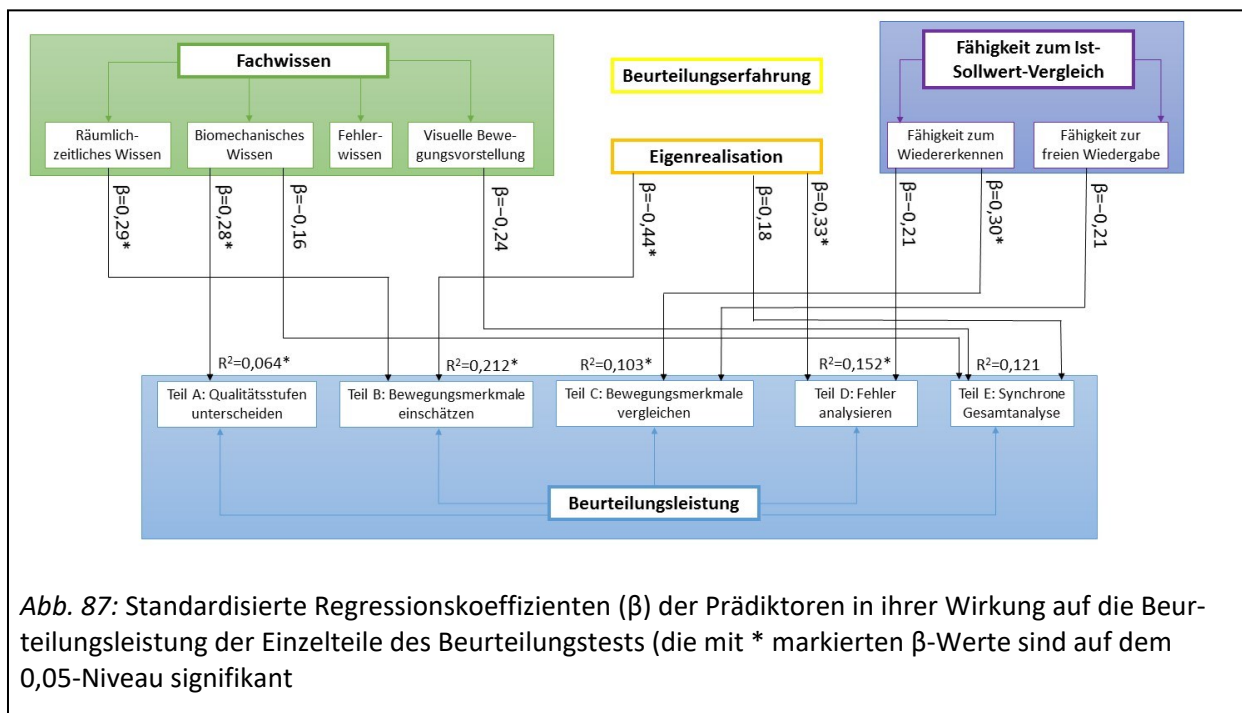 Fachwissen
Räumlich-
zeitliches Wissen
Biomechanisches
Wissen
Fehler-
wissen
Visuelle Bewe-
gungsvorstellung
Beurteilungserfahrung
Eigenrealisation
Fähigkeit zum Ist-
Sollwert-Vergleich
Fähigkeit zum
Wiedererkennen
Fähigkeit zur
freien Wiedergabe
β=0,29*
β=0,28*
β=−0,16
β=−0,24
β=−0,44*
β=0,18
β=0,33*
β=−0,21
β=0,30*
β=−0,21
R²=0,064*
R²=0,212*
R²=0,103*
R²=0,152*
R²=0,121
Teil A: Qualitätsstufen
unterscheiden
Teil B: Bewegungsmerkmale
einschätzen
Teil C: Bewegungsmerkmale
vergleichen
Teil D: Fehler
analysieren
Teil E: Synchrone
Gesamtanalyse
Beurteilungsleistung
Abb. 87: Standardisierte Regressionskoeffizienten (β) der Prädiktoren in ihrer Wirkung auf die Beur-
teilungsleistung der Einzelteile des Beurteilungstests (die mit * markierten β-Werte sind auf dem
0,05-Niveau signifikant